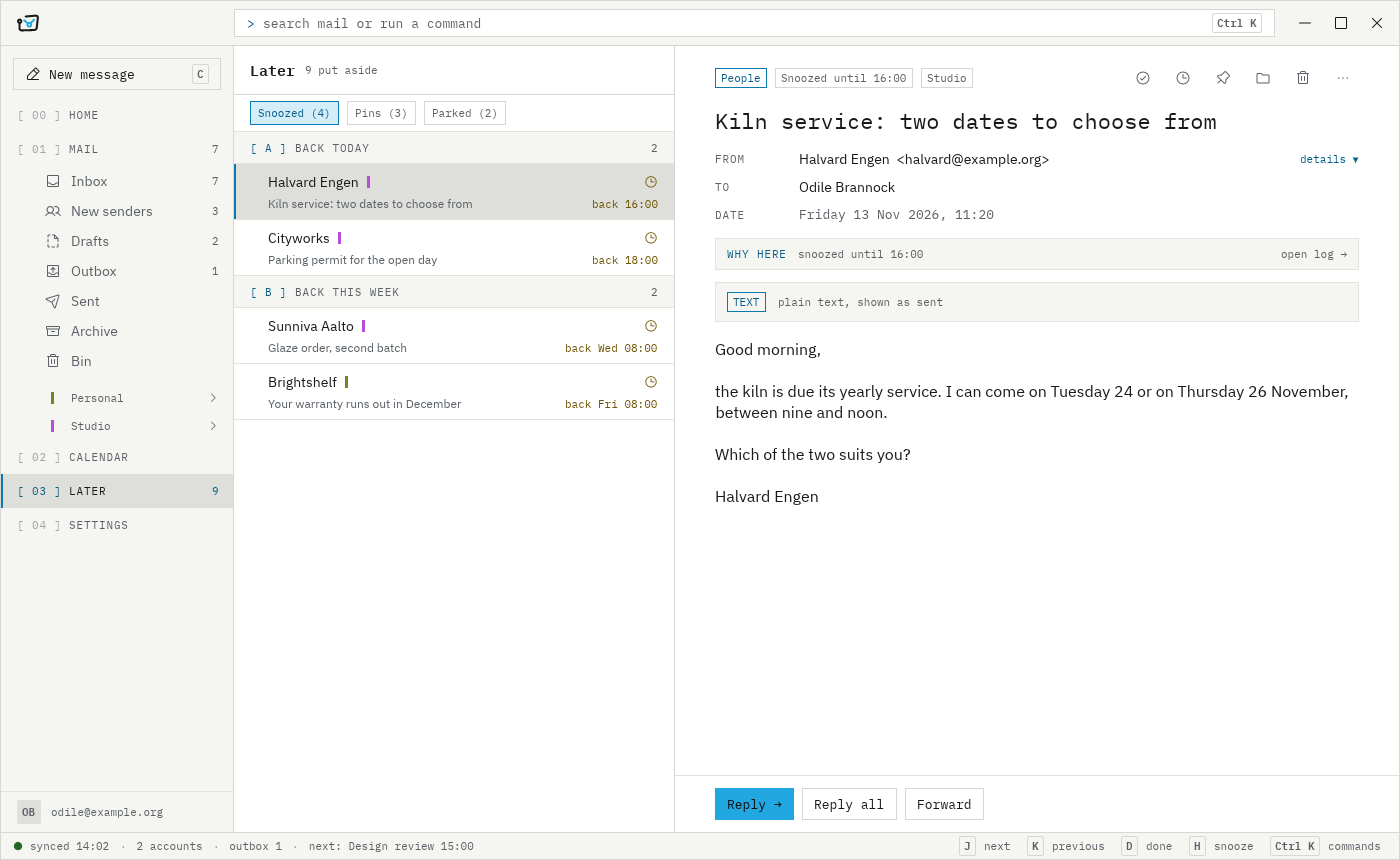 > search mail or run a command Ctrl K
New message C
[ 00 ] HOME
[ 01 ] MAIL 7
Inbox 7
New senders 3
Drafts 2
Outbox 1
Sent
Archive
Bin
Personal
Studio
[ 02 ] CALENDAR
[ 03 ] LATER 9
[ 04 ] SETTINGS
OB odile@example.org
Later 9 put aside
Snoozed (4) Pins (3) Parked (2)
[ A ] BACK TODAY 2
Halvard Engen
Kiln service: two dates to choose from back 16:00
Cityworks
Parking permit for the open day back 18:00
[ B ] BACK THIS WEEK 2
Sunniva Aalto
Glaze order, second batch back Wed 08:00
Brightshelf
Your warranty runs out in December back Fri 08:00
People Snoozed until 16:00 Studio
Kiln service: two dates to choose from
FROM Halvard Engen <halvard@example.org> details ▾
TO Odile Brannock
DATE Friday 13 Nov 2026, 11:20
WHY HERE snoozed until 16:00 open log →
TEXT plain text, shown as sent
Good morning,
the kiln is due its yearly service. I can come on Tuesday 24 or on Thursday 26 November,
between nine and noon.
Which of the two suits you?
Halvard Engen
Reply → Reply all Forward
synced 14:02 · 2 accounts · outbox 1 · next: Design review 15:00
J next K previous D done H snooze Ctrl K commands